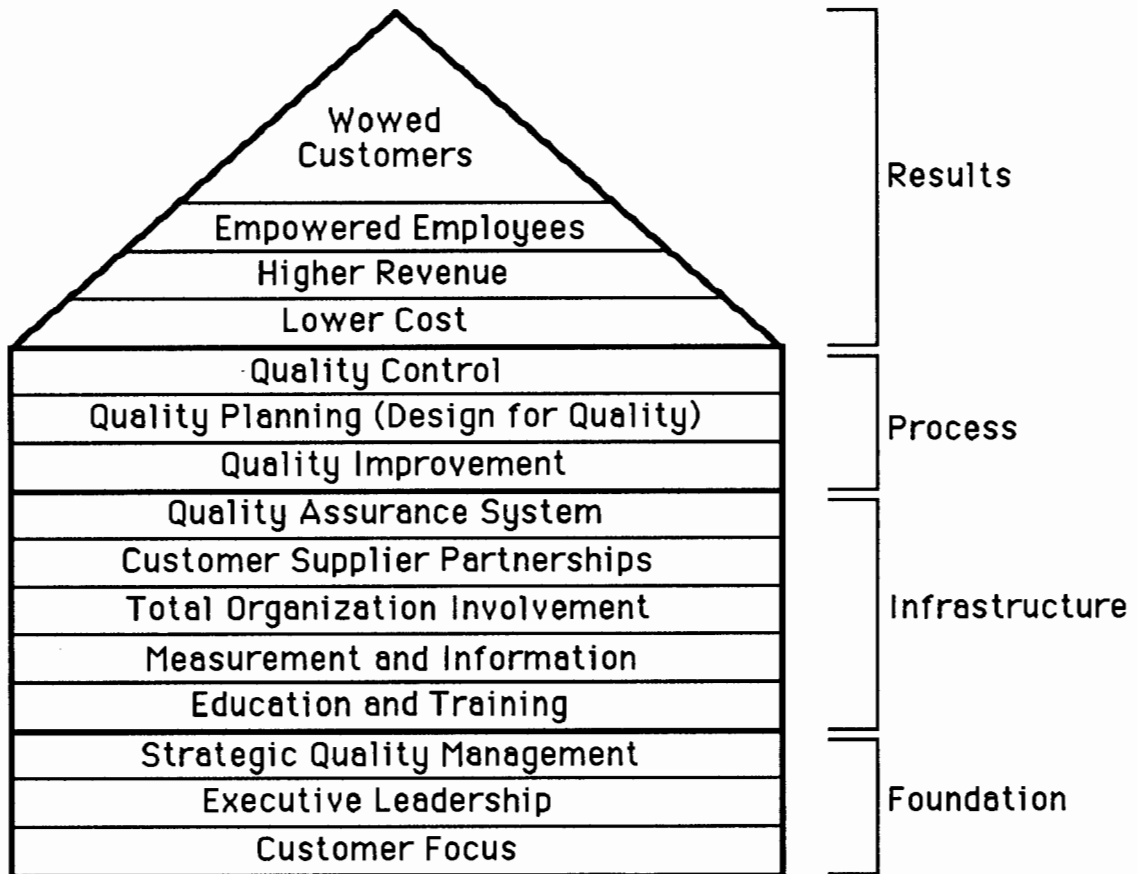 Wowed
Customers
Results
Empowered Employees
Higher Revenue
Lower Cost
Quality Control
Quality Planning (Design for Quality)
Process
Quality Improvement
Quality Assurance System
Customer Supplier Partnerships
Total Organization Involvement
Infrastructure
Measurement and Information
Education and Training
Strategic Quality Management
Executive Leadership
Foundation
Customer Focus